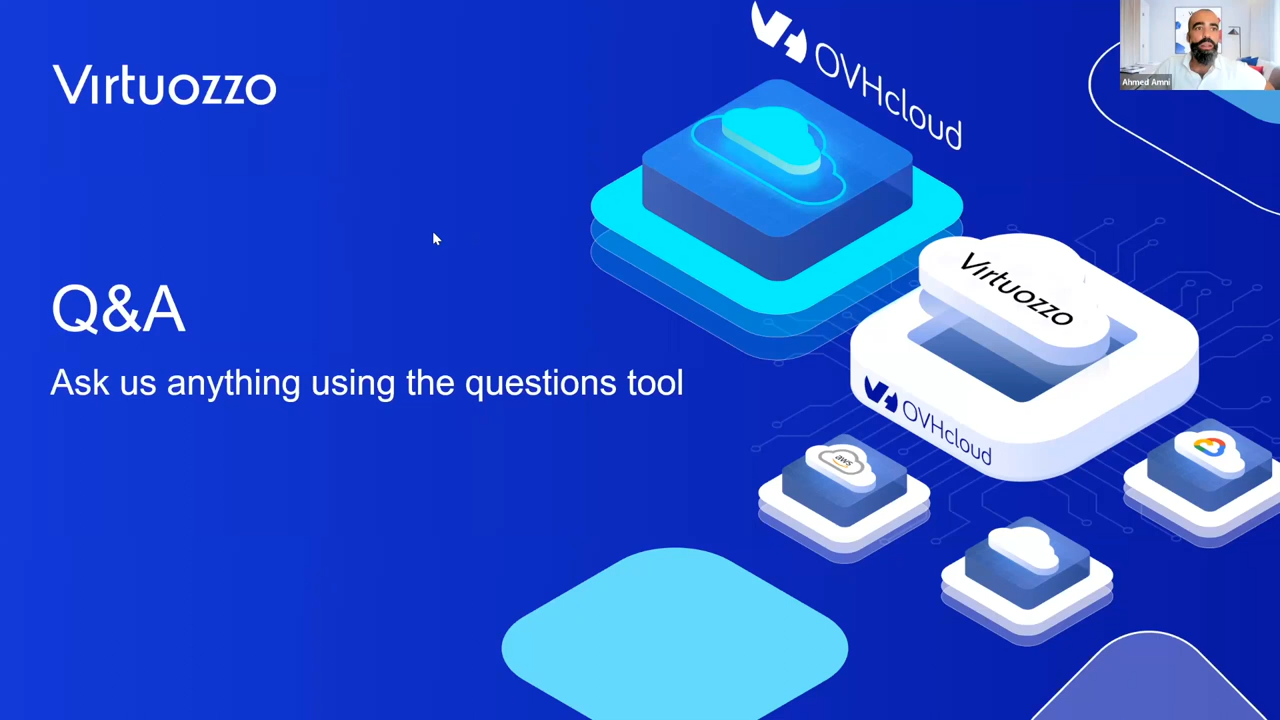 Virtuozzo
OVHcloud
Ahmed Amni
Virtuozzo
Q&A
Ask us anything using the questions tool
OVHcloud
aws